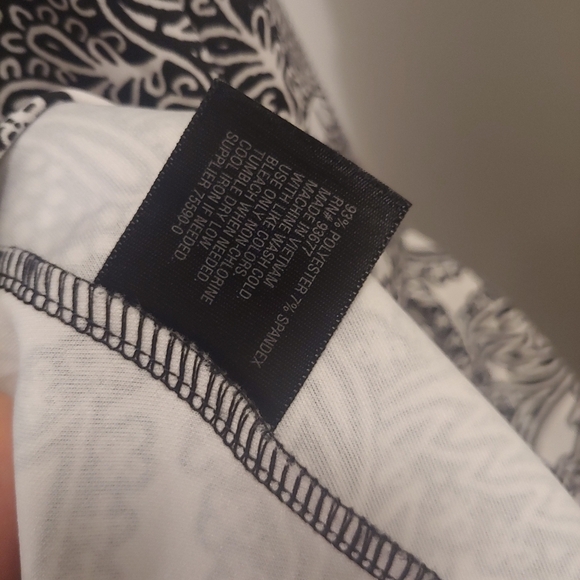 93% POLYESTER 7% SPANDEX
RN# 93677
MADE IN VIETNAM
MACHINE WASH COLD.
WITH LIKE COLORS.
USE ONLY NON-CHLORINE
BLEACH WHEN NEEDED.
TUMBLE DRY LOW
COOL IRON IF NEEDED.
SUPPLIER 75590-0